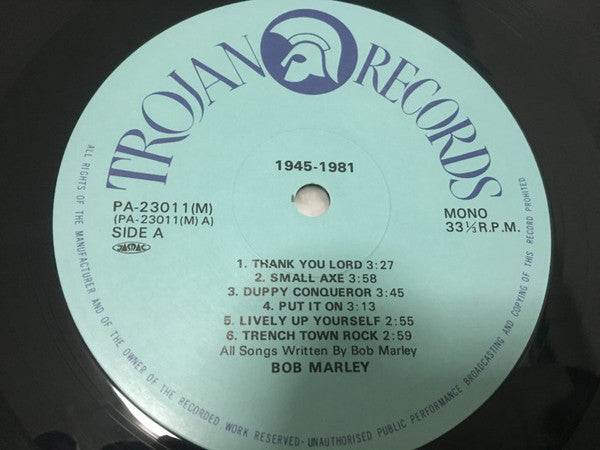 TROJAN RECORDS
1945-1981
PA-23011(M)
(PA-23011(M) A)
SIDE A
JASRAC
MONO
33⅓ R.P.M.
1. THANK YOU LORD 3:27
2. SMALL AXE 3:58
3. DUPPY CONQUEROR 3:45
4. PUT IT ON 3:13
5. LIVELY UP YOURSELF 2:55
6. TRENCH TOWN ROCK 2:59
All Songs Written By Bob Marley
BOB MARLEY
ALL RIGHTS OF THE MANUFACTURER AND OF THE OWNER OF THE RECORDED WORK RESERVED-UNAUTHORISED PUBLIC PERFORMANCE BROADCASTING AND COPYING OF THIS RECORD PROHIBITED